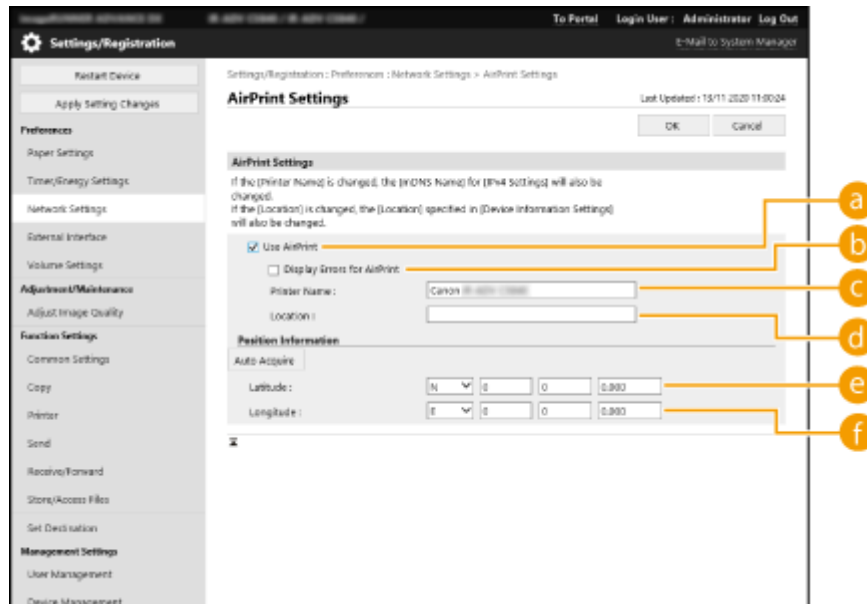 To Portal Login User : Administrator Log Out
Settings/Registration
E-Mail to System Manager
Restart Device
Apply Setting Changes
Preferences
Paper Settings
Timer/Energy Settings
Network Settings
External Interface
Volume Settings
Adjustment/Maintenance
Adjust Image Quality
Function Settings
Common Settings
Copy
Printer
Send
Receive/Forward
Store/Access Files
Set Destination
Management Settings
User Management
Device Management
Settings/Registration : Preferences : Network Settings > AirPrint Settings
AirPrint Settings
Last Updated : 13/11 2020 11:00:24
OK Cancel
AirPrint Settings
If the [Printer Name] is changed, the [mDNS Name] for [IPv4 Settings] will also be
changed.
If the [Location] is changed, the [Location] specified in [Device Information Settings]
will also be changed.
Use AirPrint
Display Errors for AirPrint
Printer Name : Canon
Location :
Position Information
Auto Acquire
Latitude : N 0 0 0.000
Longitude : E 0 0 0.000
a
b
c
d
e
f